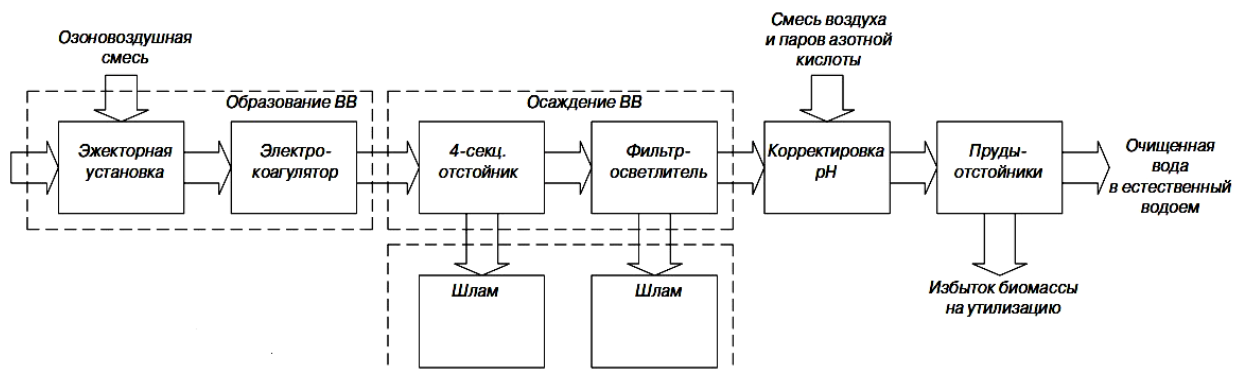 Озоновоздушная
смесь
Смесь воздуха
и паров азотной
кислоты
Образование ВВ
Осаждение ВВ
Эжекторная
установка
Электро-
коагулятор
4-секц.
отстойник
Фильтр-
осветлитель
Корректировка
pH
Пруды-
отстойники
Очищенная
вода
в естественный
водоем
Шлам
Шлам
Избыток биомассы
на утилизацию